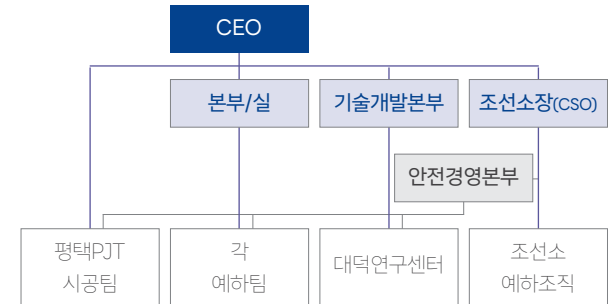 CEO
본부/실
기술개발본부
조선소장(CSO)
안전경영본부
평택PJT
시공팀
각
예하팀
대덕연구센터
조선소
예하조직